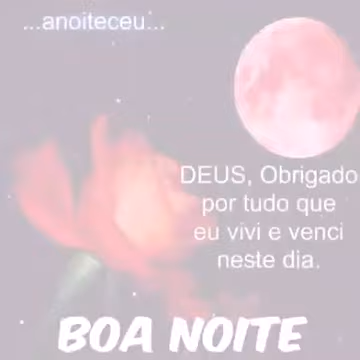 ...anoiteceu...
DEUS, Obrigado
por tudo que
eu vivi e venci
neste dia.
BOA NOITE